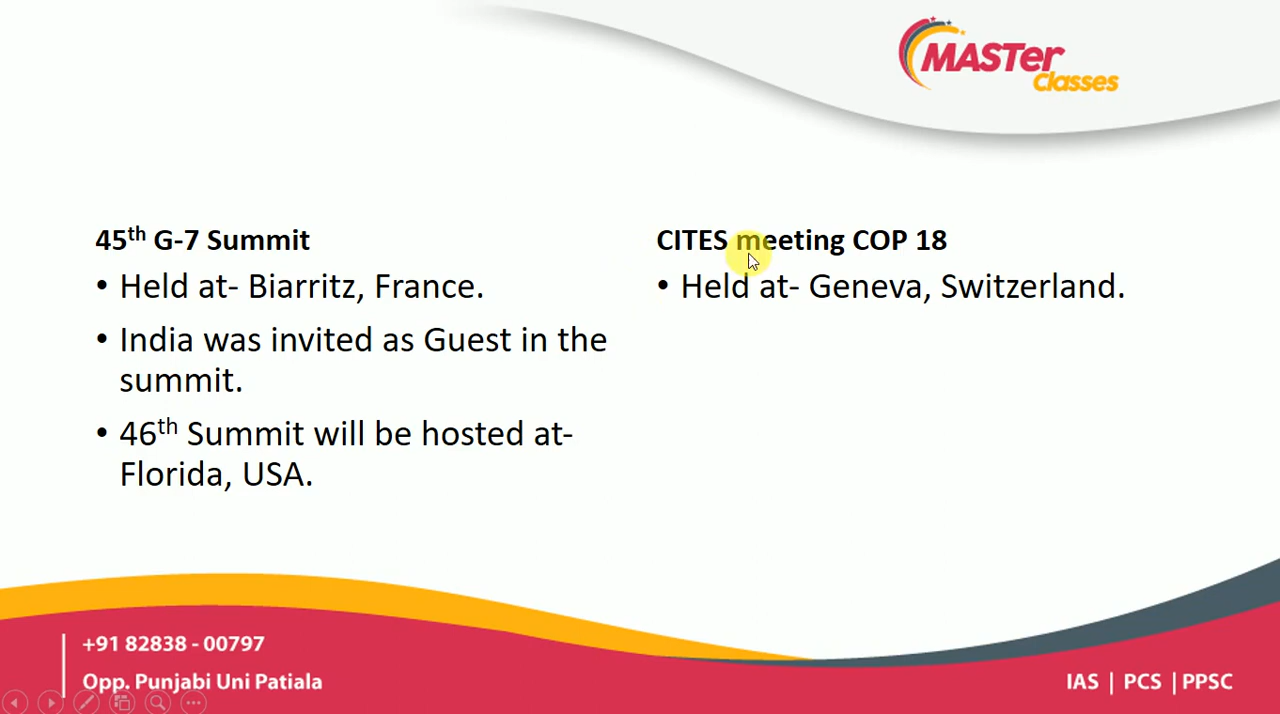 MASTer
Classes
45th G-7 Summit
• Held at- Biarritz, France.
• India was invited as Guest in the
summit.
• 46th Summit will be hosted at-
Florida, USA.
CITES meeting COP 18
• Held at- Geneva, Switzerland.
+91 82838 - 00797
Opp. Punjabi Uni Patiala
IAS | PCS | PPSC